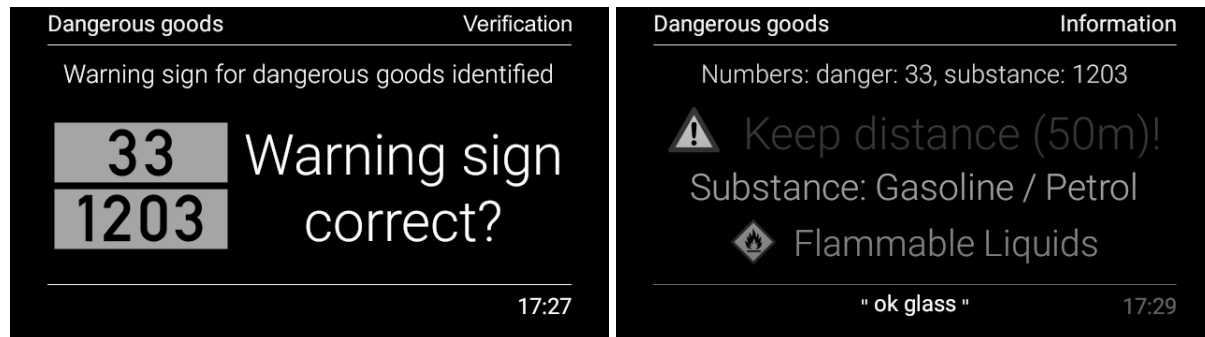 Dangerous goods Verification
Warning sign for dangerous goods identified
33
1203
Warning sign
correct?
17:27
Dangerous goods Information
Numbers: danger: 33, substance: 1203
Keep distance (50m)!
Substance: Gasoline / Petrol
Flammable Liquids
" ok glass "
17:29